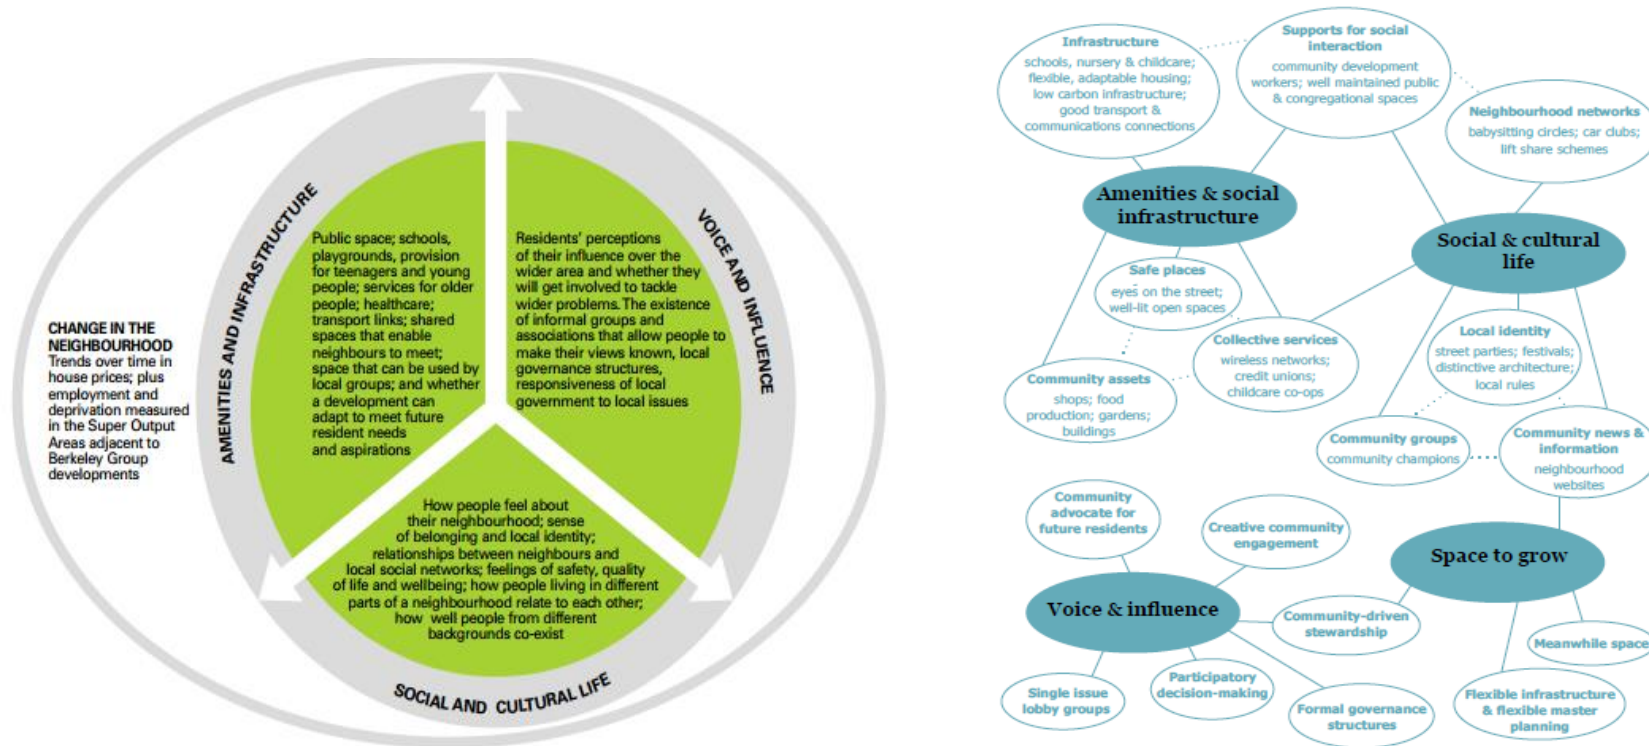 CHANGE IN THE
NEIGHBOURHOOD
Trends over time in
house prices; plus
employment and
deprivation measured
in the Super Output
Areas adjacent to
Berkeley Group
developments
AMENITIES AND INFRASTRUCTURE
Public space; schools,
playgrounds, provision
for teenagers and young
people; services for older
people; healthcare;
transport links; shared
spaces that enable
neighbours to meet;
space that can be used by
local groups; and whether
a development can
adapt to meet future
resident needs
and aspirations
VOICE AND INFLUENCE
Residents' perceptions
of their influence over the
wider area and whether they
will get involved to tackle
wider problems. The existence
of informal groups and
associations that allow people to
make their views known, local
governance structures,
responsiveness of local
government to local issues
How people feel about
their neighbourhood; sense
of belonging and local identity;
relationships between neighbours and
local social networks; feelings of safety, quality
of life and wellbeing; how people living in different
parts of a neighbourhood relate to each other;
how well people from different
backgrounds co-exist
SOCIAL AND CULTURAL LIFE
Infrastructure
schools, nursery & childcare;
flexible, adaptable housing;
low carbon infrastructure;
good transport &
communications connections
Supports for social
interaction
community development
workers; well maintained public
& congregational spaces
Neighbourhood networks
babysitting circles; car clubs;
lift share schemes
Amenities & social
infrastructure
Social & cultural
life
Safe places
eyes on the street;
well-lit open spaces
Collective services
wireless networks;
credit unions;
childcare co-ops
Local identity
street parties; festivals;
distinctive architecture;
local rules
Community assets
shops; food
production; gardens;
buildings
Community groups
community champions
Community news &
information
neighbourhood
websites
Community
advocate for
future residents
Creative community
engagement
Space to grow
Voice & influence
Community-driven
stewardship
Meanwhile space
Single issue
lobby groups
Participatory
decision-making
Formal governance
structures
Flexible infrastructure
& flexible master
planning